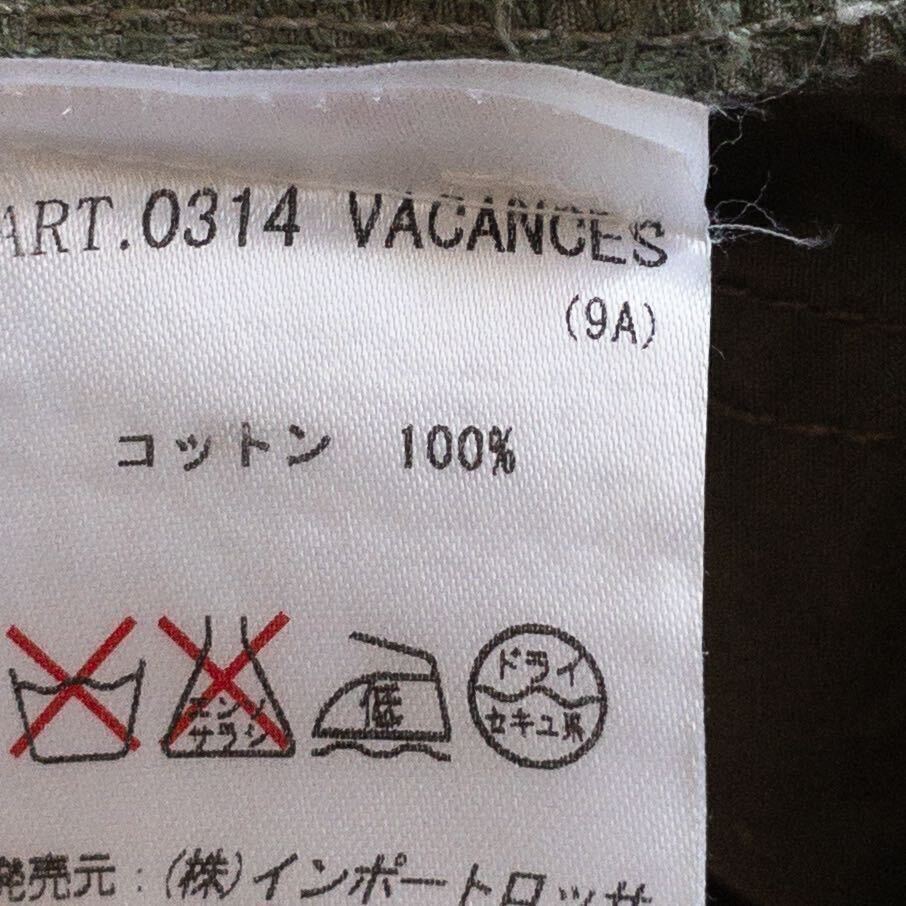 ART.0314 VACANCES
(9A)
コットン 100%
エンソ
サラシ
低
ドライ
セキユ系
発売元:(株)インポートロッサ